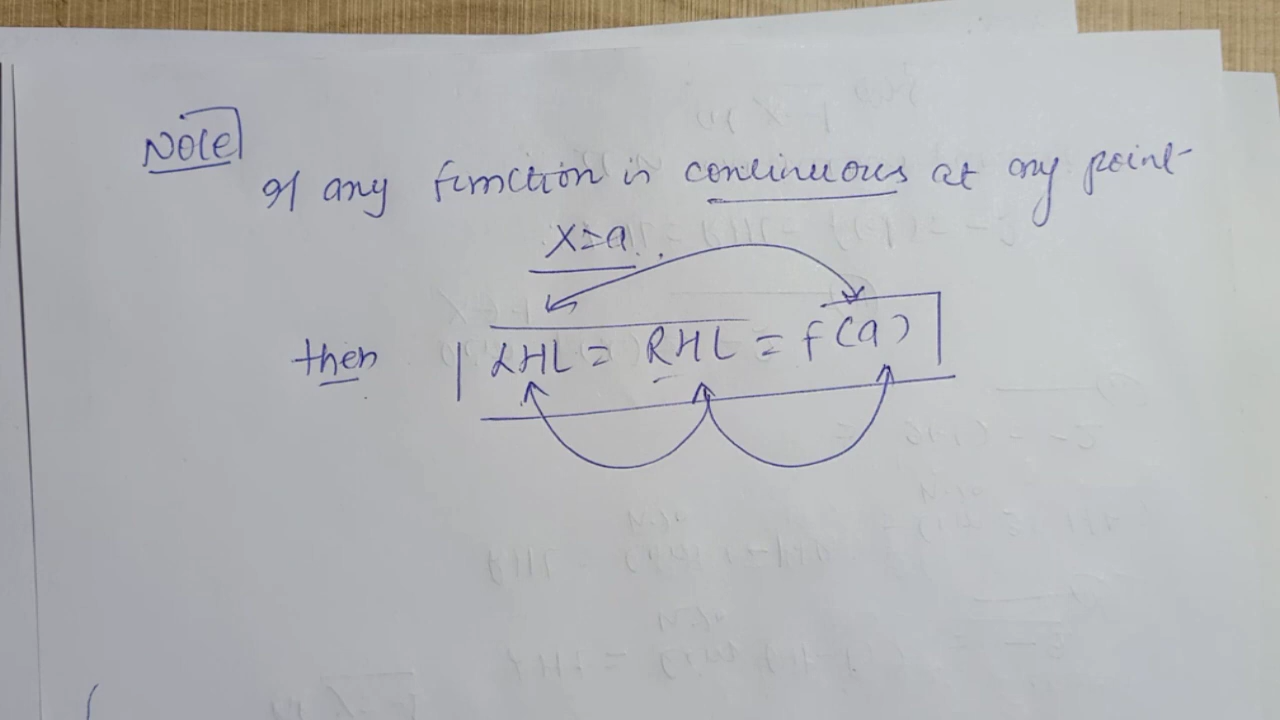 Note
If any function is continuous at any point
x=a.
then LHL = RHL = f(a)